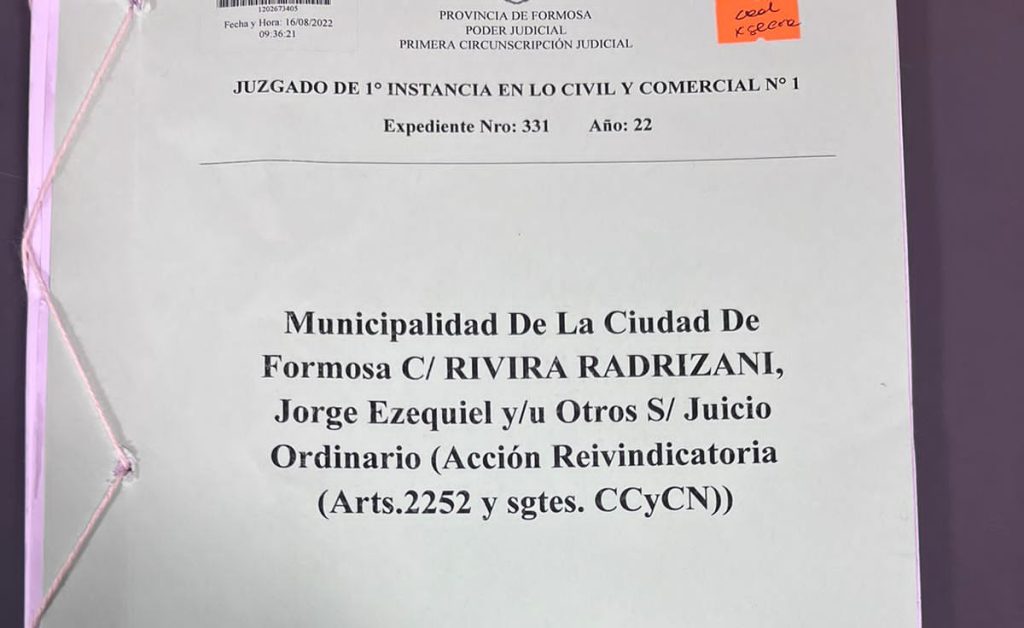 1202673405
Fecha y Hora: 16/08/2022
09:36:21
PROVINCIA DE FORMOSA
PODER JUDICIAL
PRIMERA CIRCUNSCRIPCIÓN JUDICIAL
JUZGADO DE 1° INSTANCIA EN LO CIVIL Y COMERCIAL N° 1
Expediente Nro: 331 Año: 22
Municipalidad De La Ciudad De
Formosa C/ RIVIRA RADRIZANI,
Jorge Ezequiel y/u Otros S/ Juicio
Ordinario (Acción Reivindicatoria
(Arts.2252 y sgtes. CCyCN))